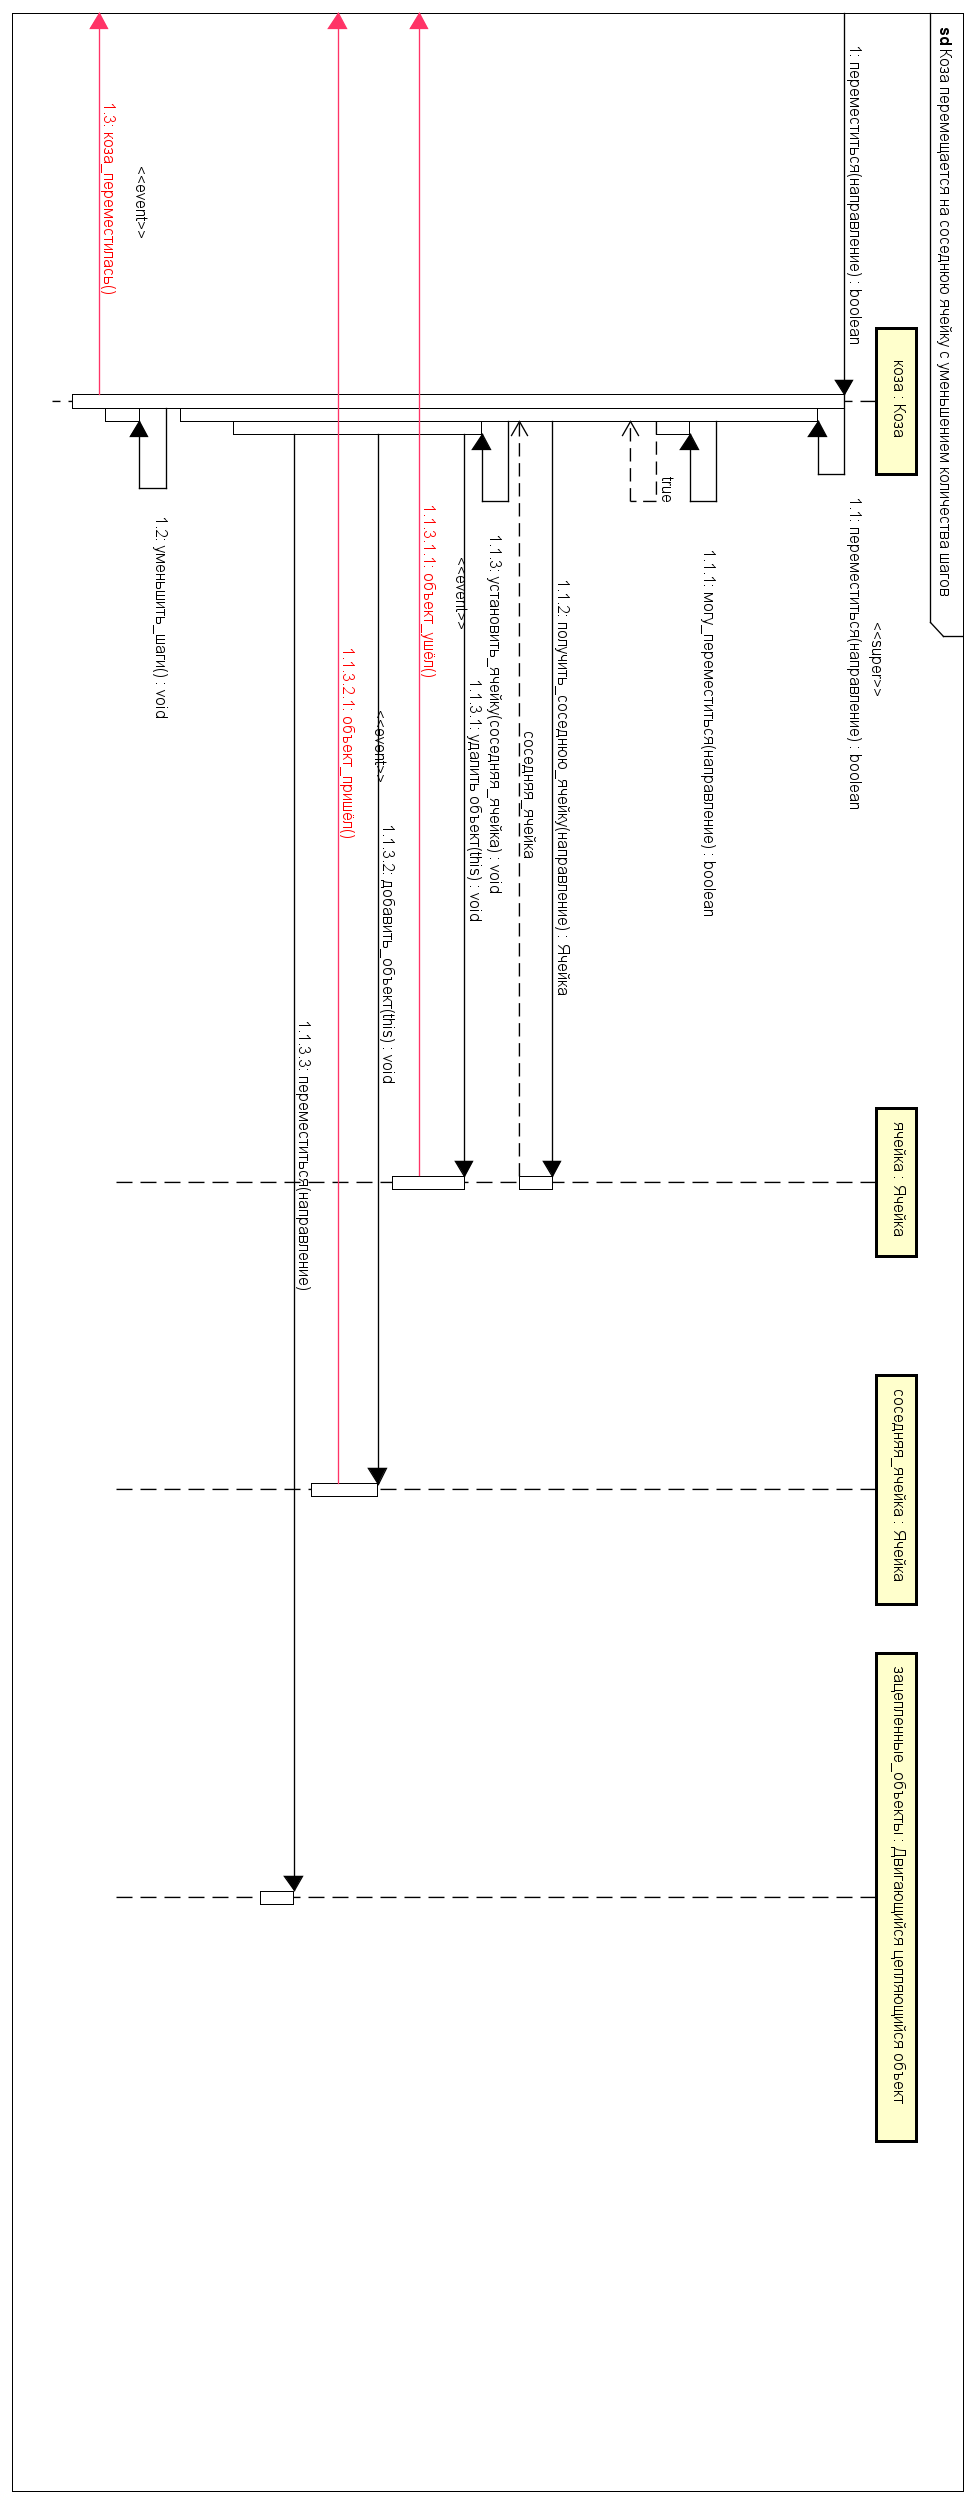 sd Коза перемещается на соседнюю ячейку с уменьшением количества шагов
коза : Коза
ячейка : Ячейка
соседняя_ячейка : Ячейка
зацепленные_объекты : Двигающийся цепляющийся объект
1: переместиться(направление) : boolean
<<super>>
1.1: переместиться(направление) : boolean
1.1.1: могу_переместиться(направление) : boolean
true
1.1.2: получить_соседнюю_ячейку(направление) : Ячейка
соседняя_ячейка
1.1.3: установить_ячейку(соседняя_ячейка) : void
1.1.3.1: удалить объект(this) : void
<<event>>
1.1.3.1.1: объект_ушёл()
1.1.3.2: добавить_объект(this) : void
<<event>>
1.1.3.2.1: объект_пришёл()
1.1.3.3: переместиться(направление)
1.2: уменьшить_шаги() : void
<<event>>
1.3: коза_переместилась()